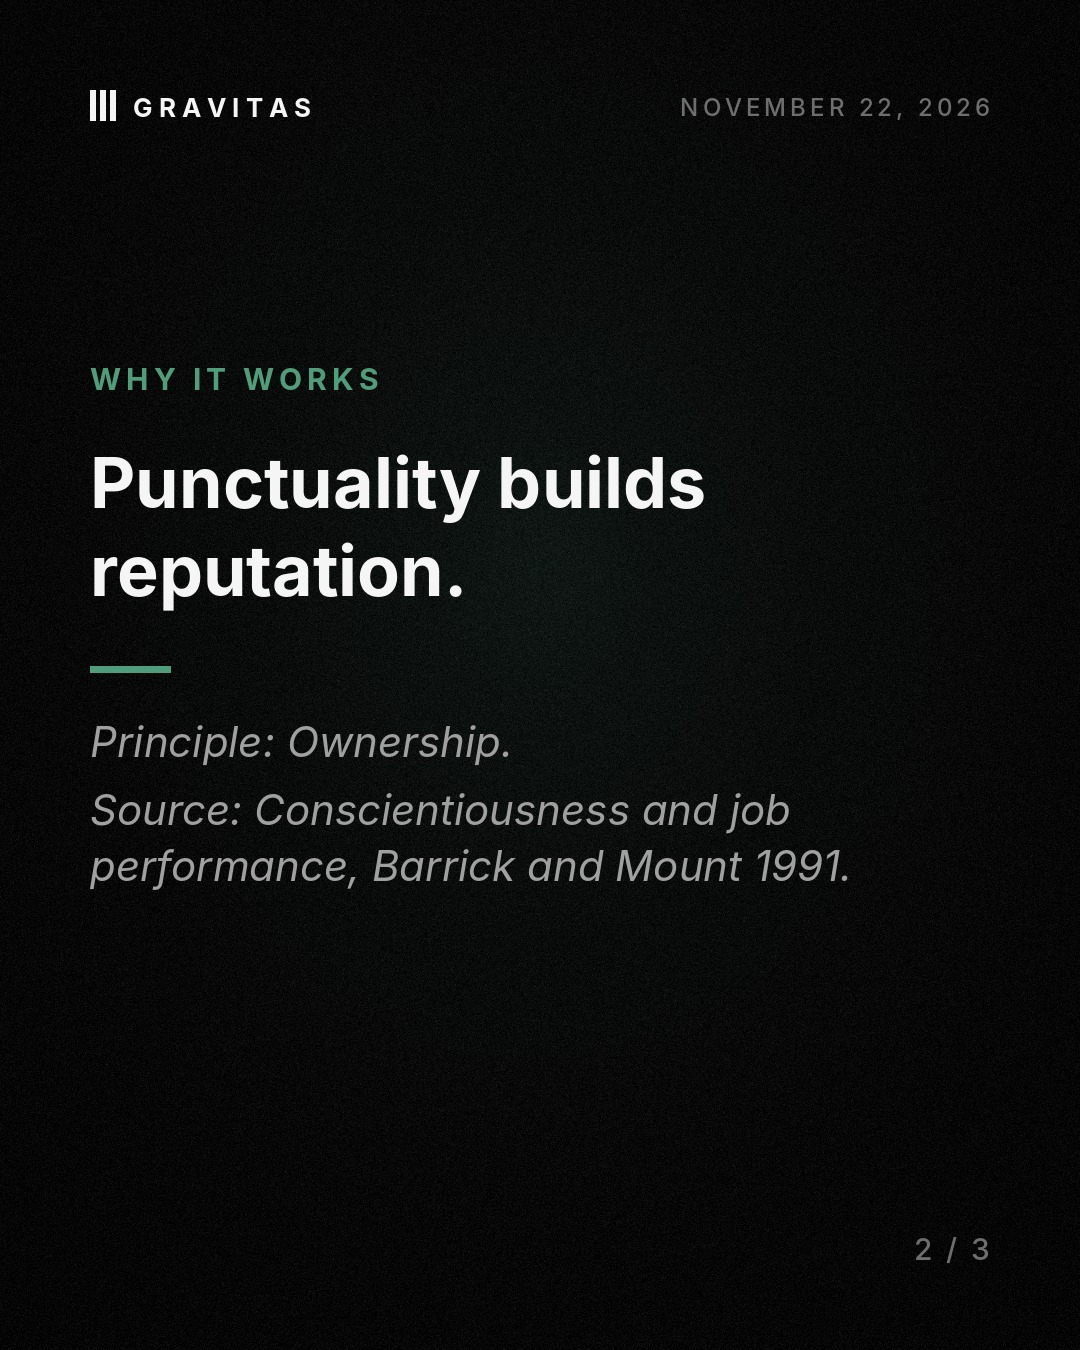 GRAVITAS
NOVEMBER 22, 2026
WHY IT WORKS
Punctuality builds
reputation.
Principle: Ownership.
Source: Conscientiousness and job
performance, Barrick and Mount 1991.
2 / 3